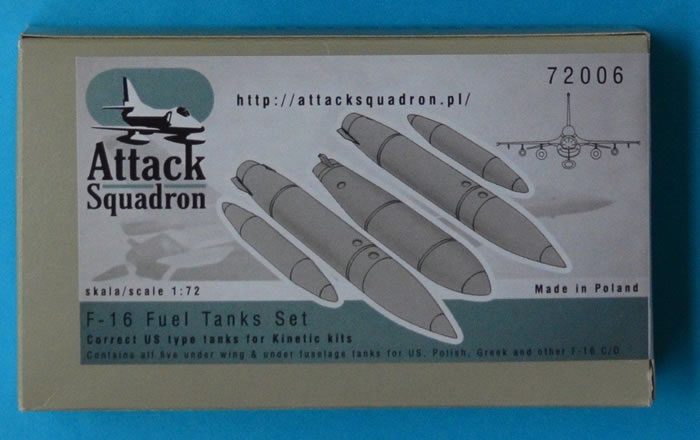 72006
http://attacksquadron.pl/
Attack
Squadron
skala/scale 1:72
Made in Poland
F-16 Fuel Tanks Set
Correct US type tanks for Kinetic kits
Contains all five under wing & under fuselage tanks for US, Polish, Greek and other F-16 C/D